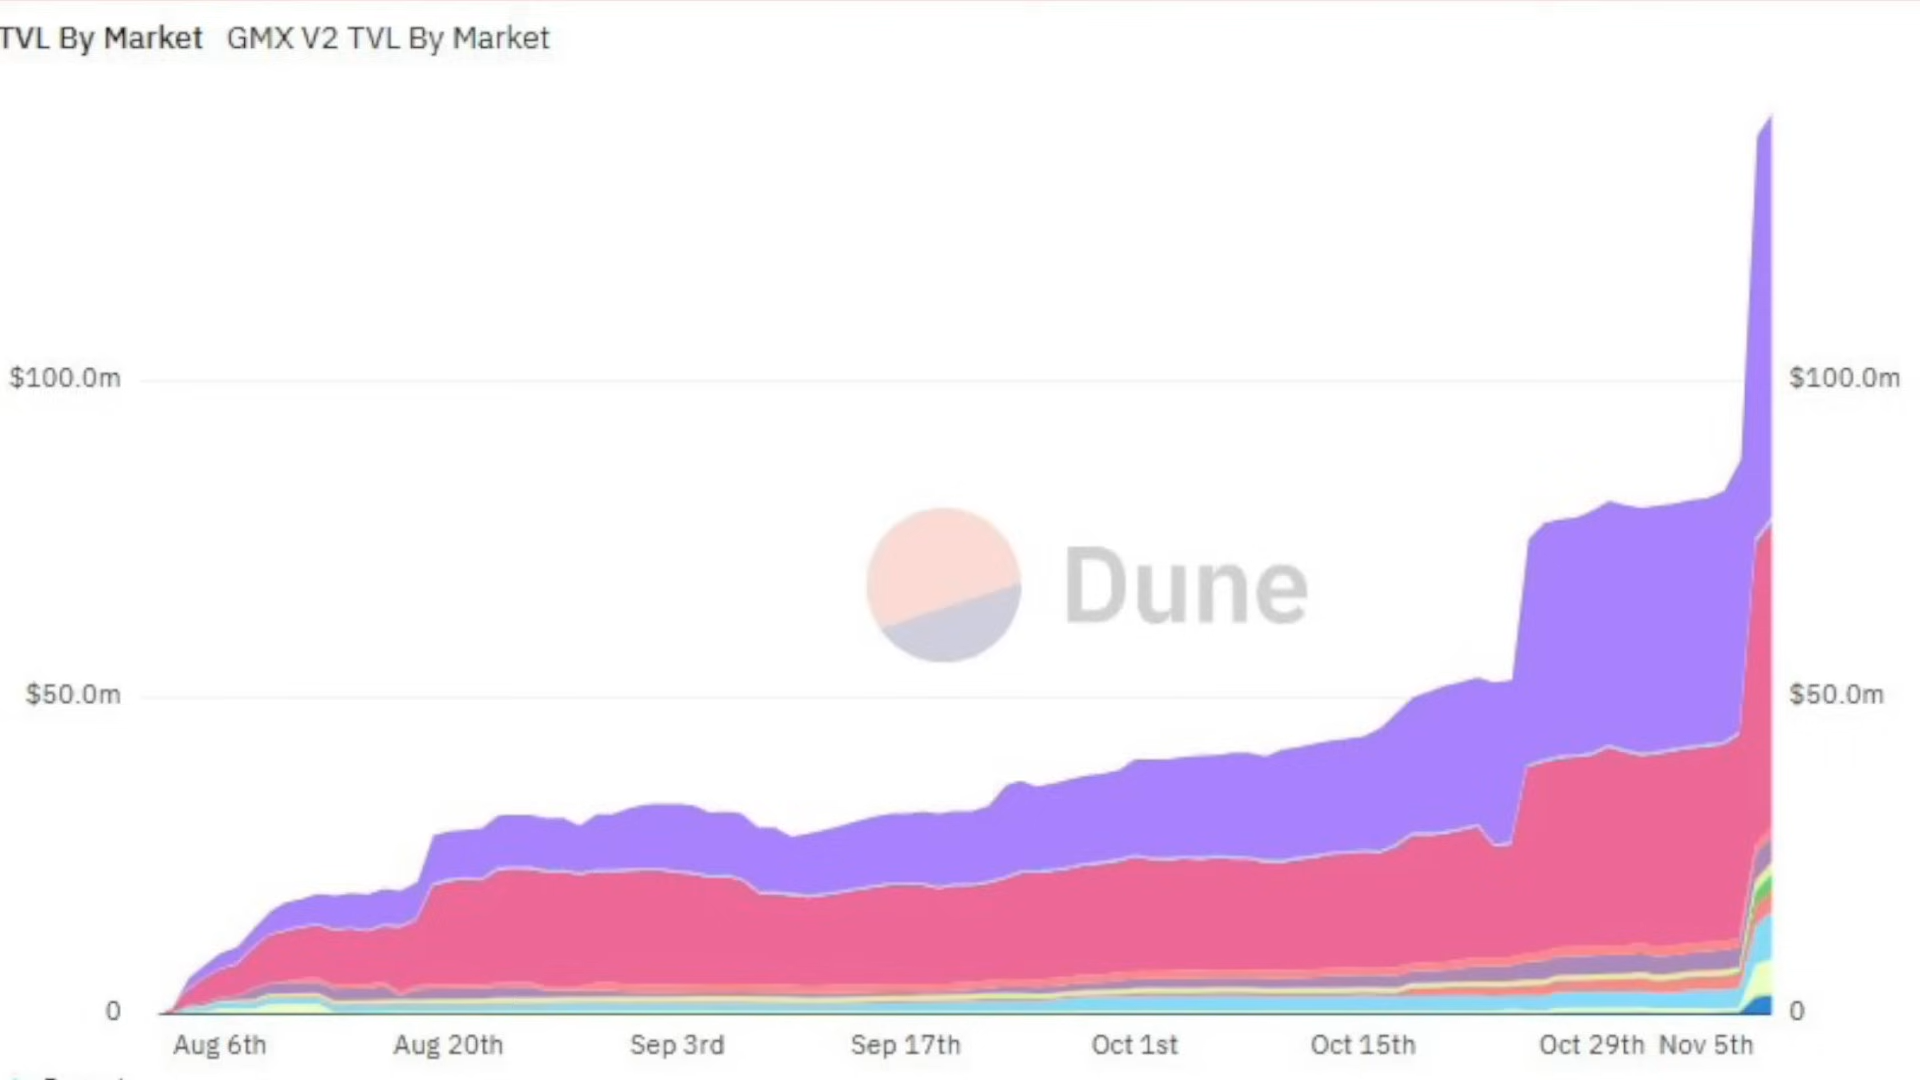 TVL By Market GMX V2 TVL By Market
$100.0m $100.0m
Dune
$50.0m $50.0m
0 0
Aug 6th Aug 20th Sep 3rd Sep 17th Oct 1st Oct 15th Oct 29th Nov 5th